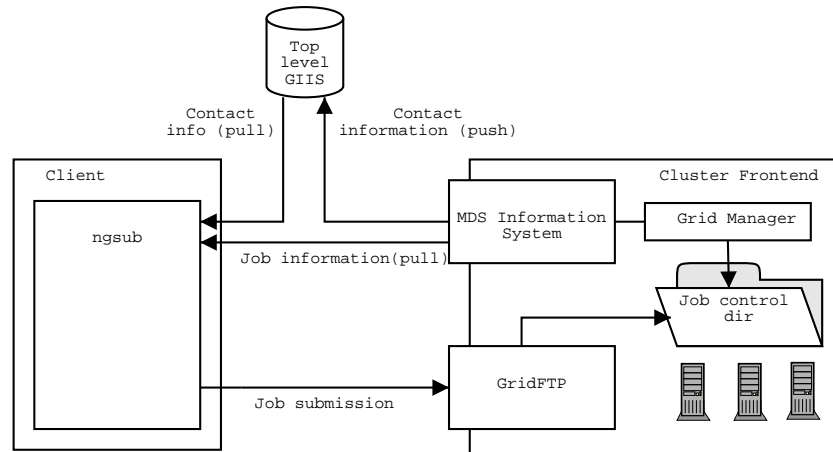 Top
level
GIIS
Contact
info (pull)
Contact
information (push)
Client
Cluster Frontend
ngsub
MDS Information
System
Grid Manager
Job information(pull)
Job control
dir
GridFTP
Job submission